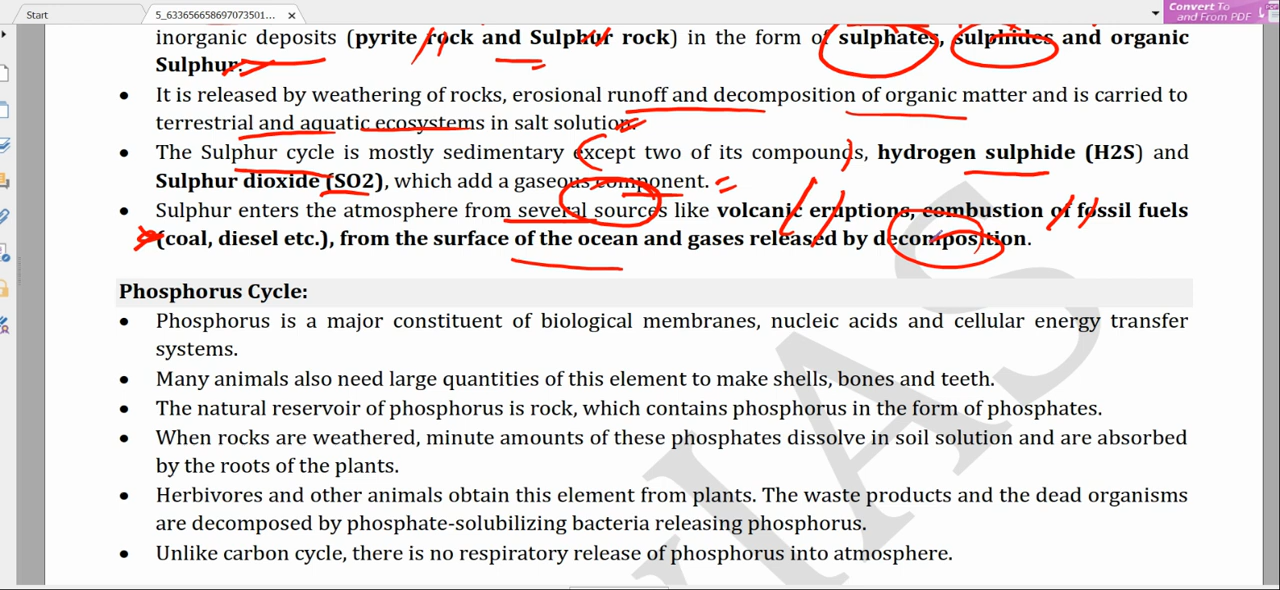 Start
5_633656658697073501...
Convert To
and From PDF
inorganic deposits (pyrite rock and Sulphur rock) in the form of sulphates, sulphides and organic
Sulphur.
• It is released by weathering of rocks, erosional runoff and decomposition of organic matter and is carried to
terrestrial and aquatic ecosystems in salt solution.
• The Sulphur cycle is mostly sedimentary except two of its compounds, hydrogen sulphide (H2S) and
Sulphur dioxide (SO2), which add a gaseous component.
• Sulphur enters the atmosphere from several sources like volcanic eruptions, combustion of fossil fuels
(coal, diesel etc.), from the surface of the ocean and gases released by decomposition.
Phosphorus Cycle:
• Phosphorus is a major constituent of biological membranes, nucleic acids and cellular energy transfer
systems.
• Many animals also need large quantities of this element to make shells, bones and teeth.
• The natural reservoir of phosphorus is rock, which contains phosphorus in the form of phosphates.
• When rocks are weathered, minute amounts of these phosphates dissolve in soil solution and are absorbed
by the roots of the plants.
• Herbivores and other animals obtain this element from plants. The waste products and the dead organisms
are decomposed by phosphate-solubilizing bacteria releasing phosphorus.
• Unlike carbon cycle, there is no respiratory release of phosphorus into atmosphere.